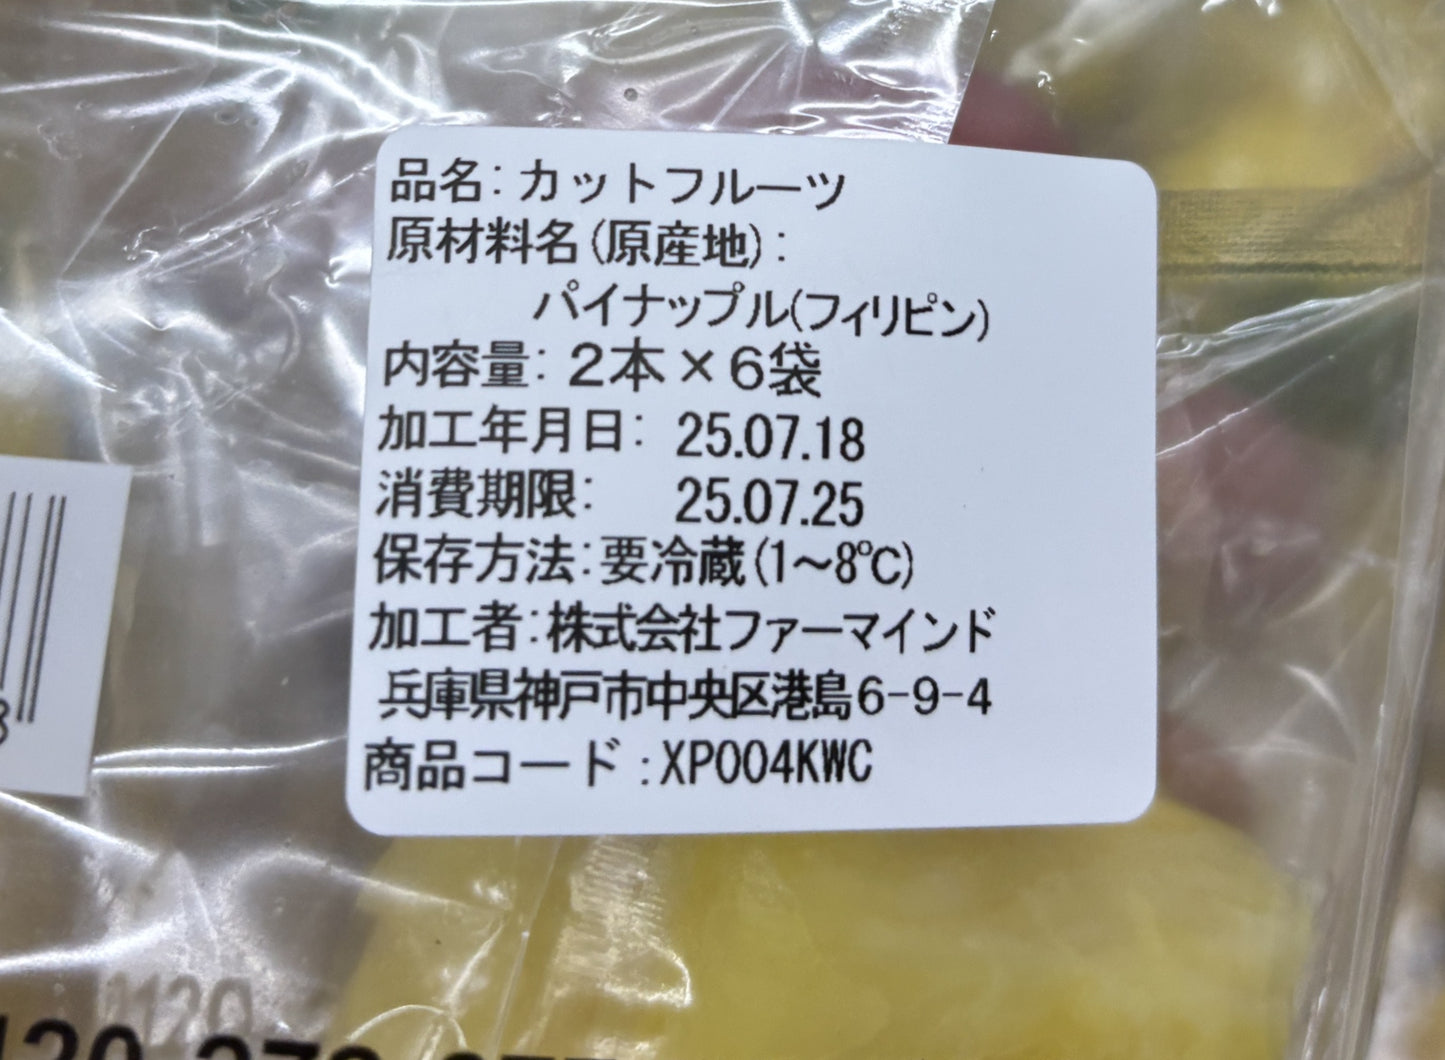 品名:カットフルーツ
原材料名(原産地):
パイナップル(フィリピン)
内容量:2本×6袋
加工年月日: 25.07.18
消費期限: 25.07.25
保存方法:要冷蔵(1~8℃)
加工者:株式会社ファーマインド
兵庫県神戸市中央区港島6-9-4
商品コード:XP004KWC